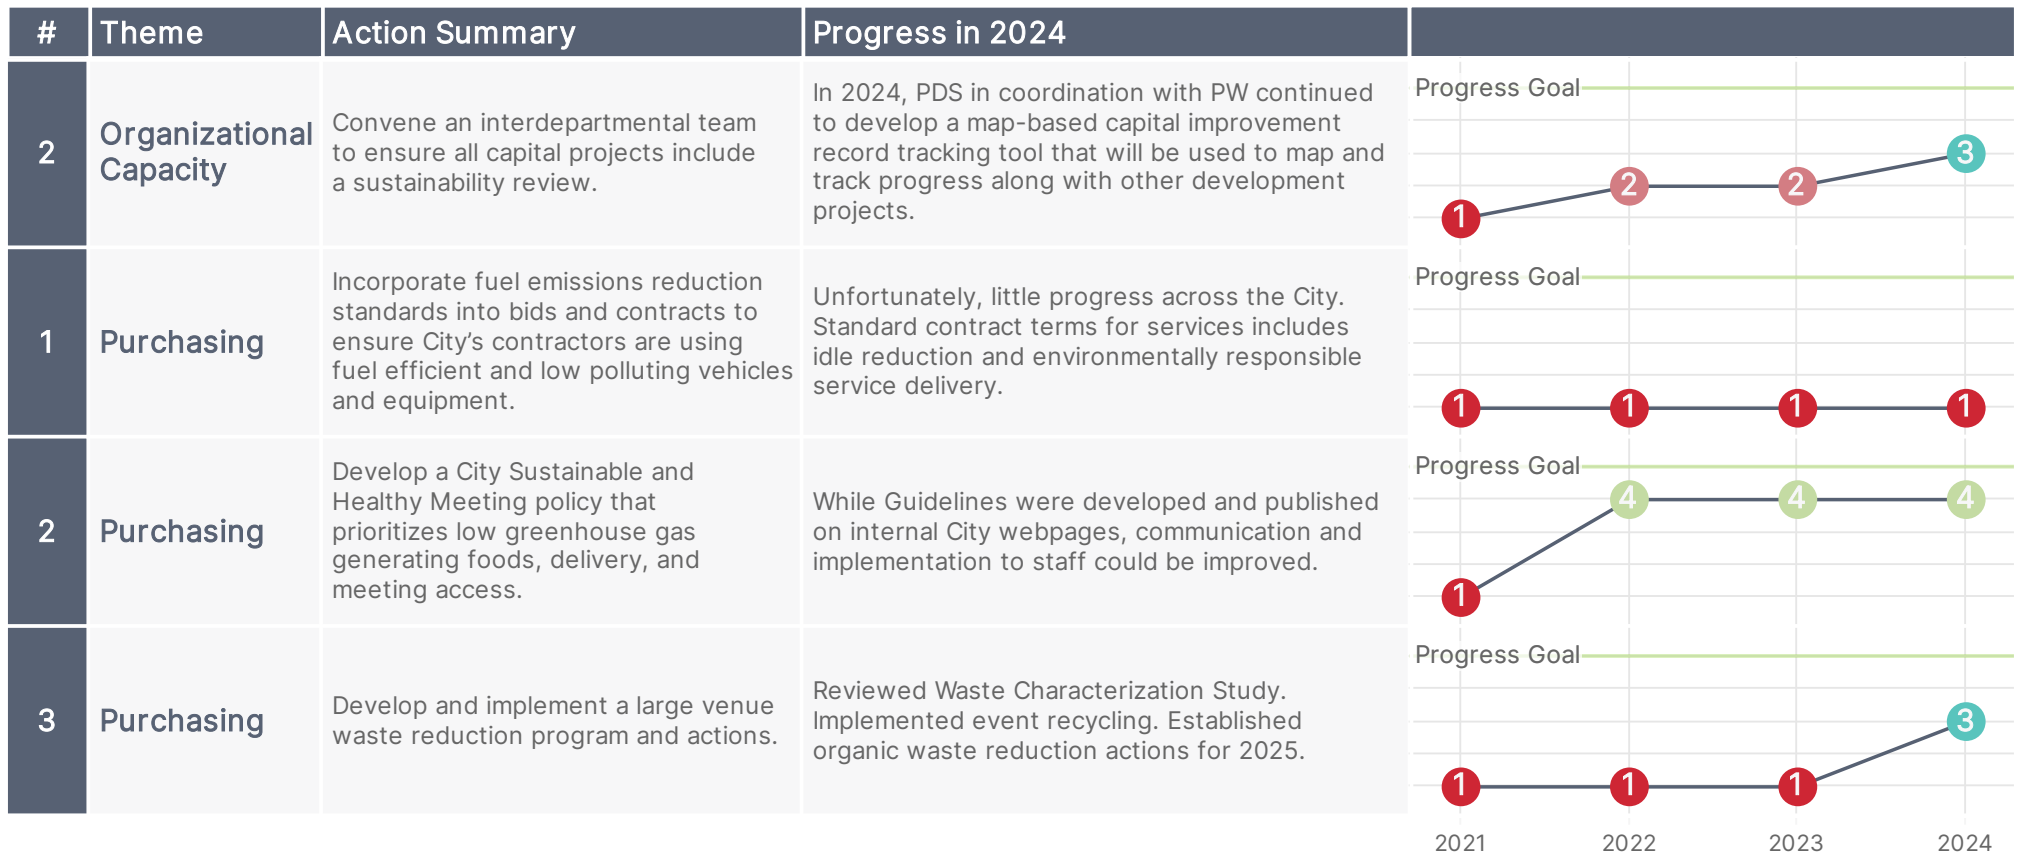 # Theme Action Summary Progress in 2024
2
Organizational
Capacity
Convene an interdepartmental team
to ensure all capital projects include
a sustainability review.
In 2024, PDS in coordination with PW continued
to develop a map-based capital improvement
record tracking tool that will be used to map and
track progress along with other development
projects.
Progress Goal
1 2 2 3
1
Purchasing
Incorporate fuel emissions reduction
standards into bids and contracts to
ensure City’s contractors are using
fuel efficient and low polluting vehicles
and equipment.
Unfortunately, little progress across the City.
Standard contract terms for services includes
idle reduction and environmentally responsible
service delivery.
Progress Goal
1 1 1 1
2
Purchasing
Develop a City Sustainable and
Healthy Meeting policy that
prioritizes low greenhouse gas
generating foods, delivery, and
meeting access.
While Guidelines were developed and published
on internal City webpages, communication and
implementation to staff could be improved.
Progress Goal
1 4 4 4
3
Purchasing
Develop and implement a large venue
waste reduction program and actions.
Reviewed Waste Characterization Study.
Implemented event recycling. Established
organic waste reduction actions for 2025.
Progress Goal
1 1 1 3
2021 2022 2023 2024